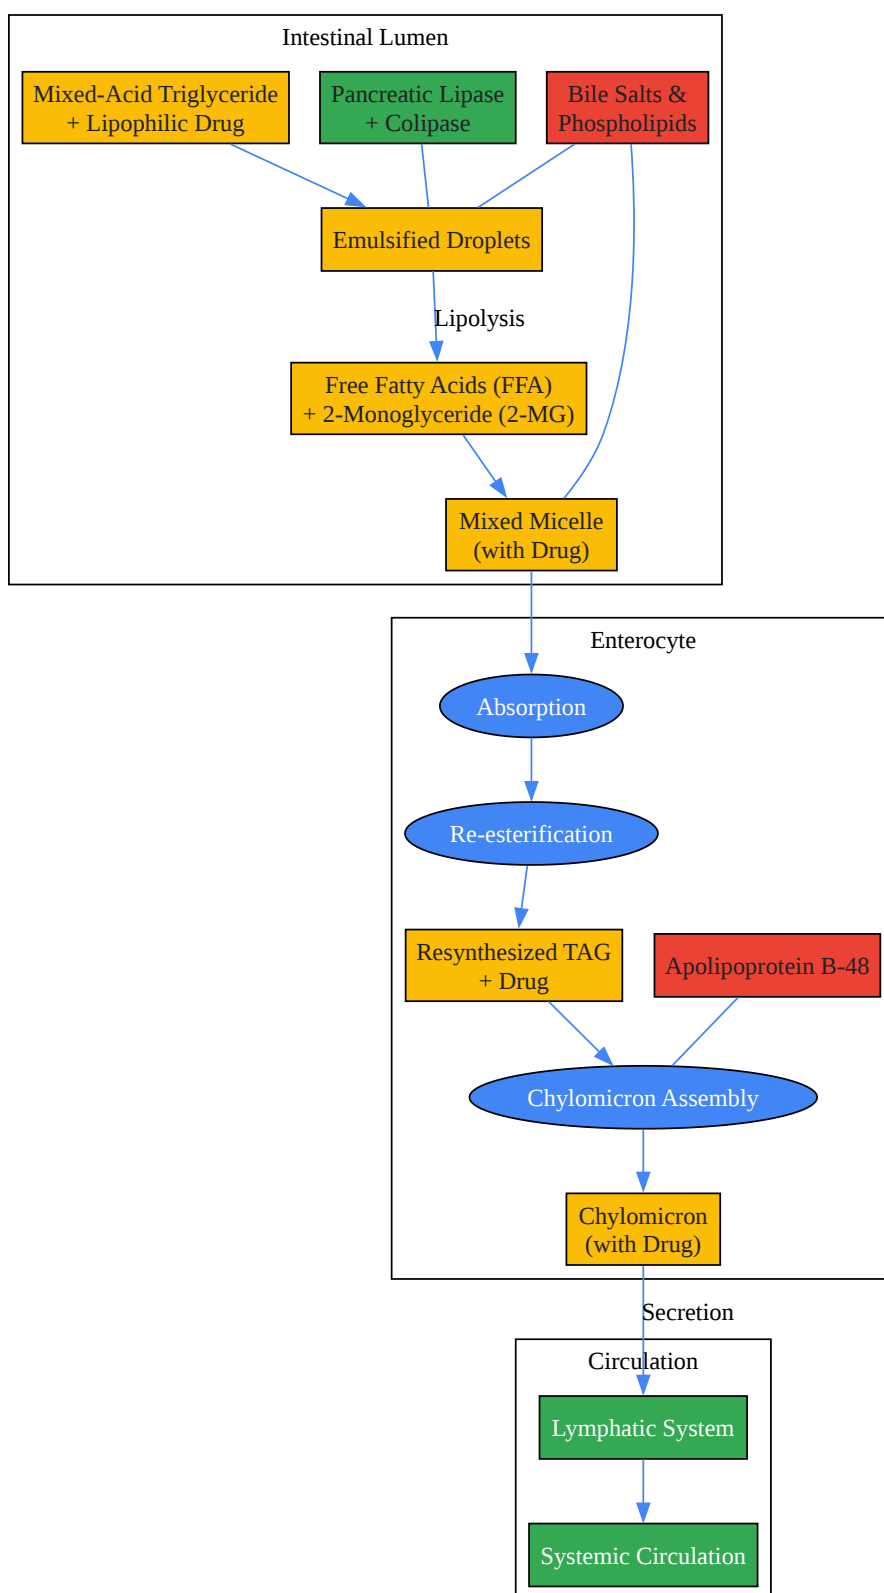 Intestinal Lumen
Mixed-Acid Triglyceride
+ Lipophilic Drug
Pancreatic Lipase
+ Colipase
Bile Salts &
Phospholipids
Emulsified Droplets
Lipolysis
Free Fatty Acids (FFA)
+ 2-Monoglyceride (2-MG)
Mixed Micelle
(with Drug)
Enterocyte
Absorption
Re-esterification
Resynthesized TAG
+ Drug
Apolipoprotein B-48
Chylomicron Assembly
Chylomicron
(with Drug)
Secretion
Circulation
Lymphatic System
Systemic Circulation